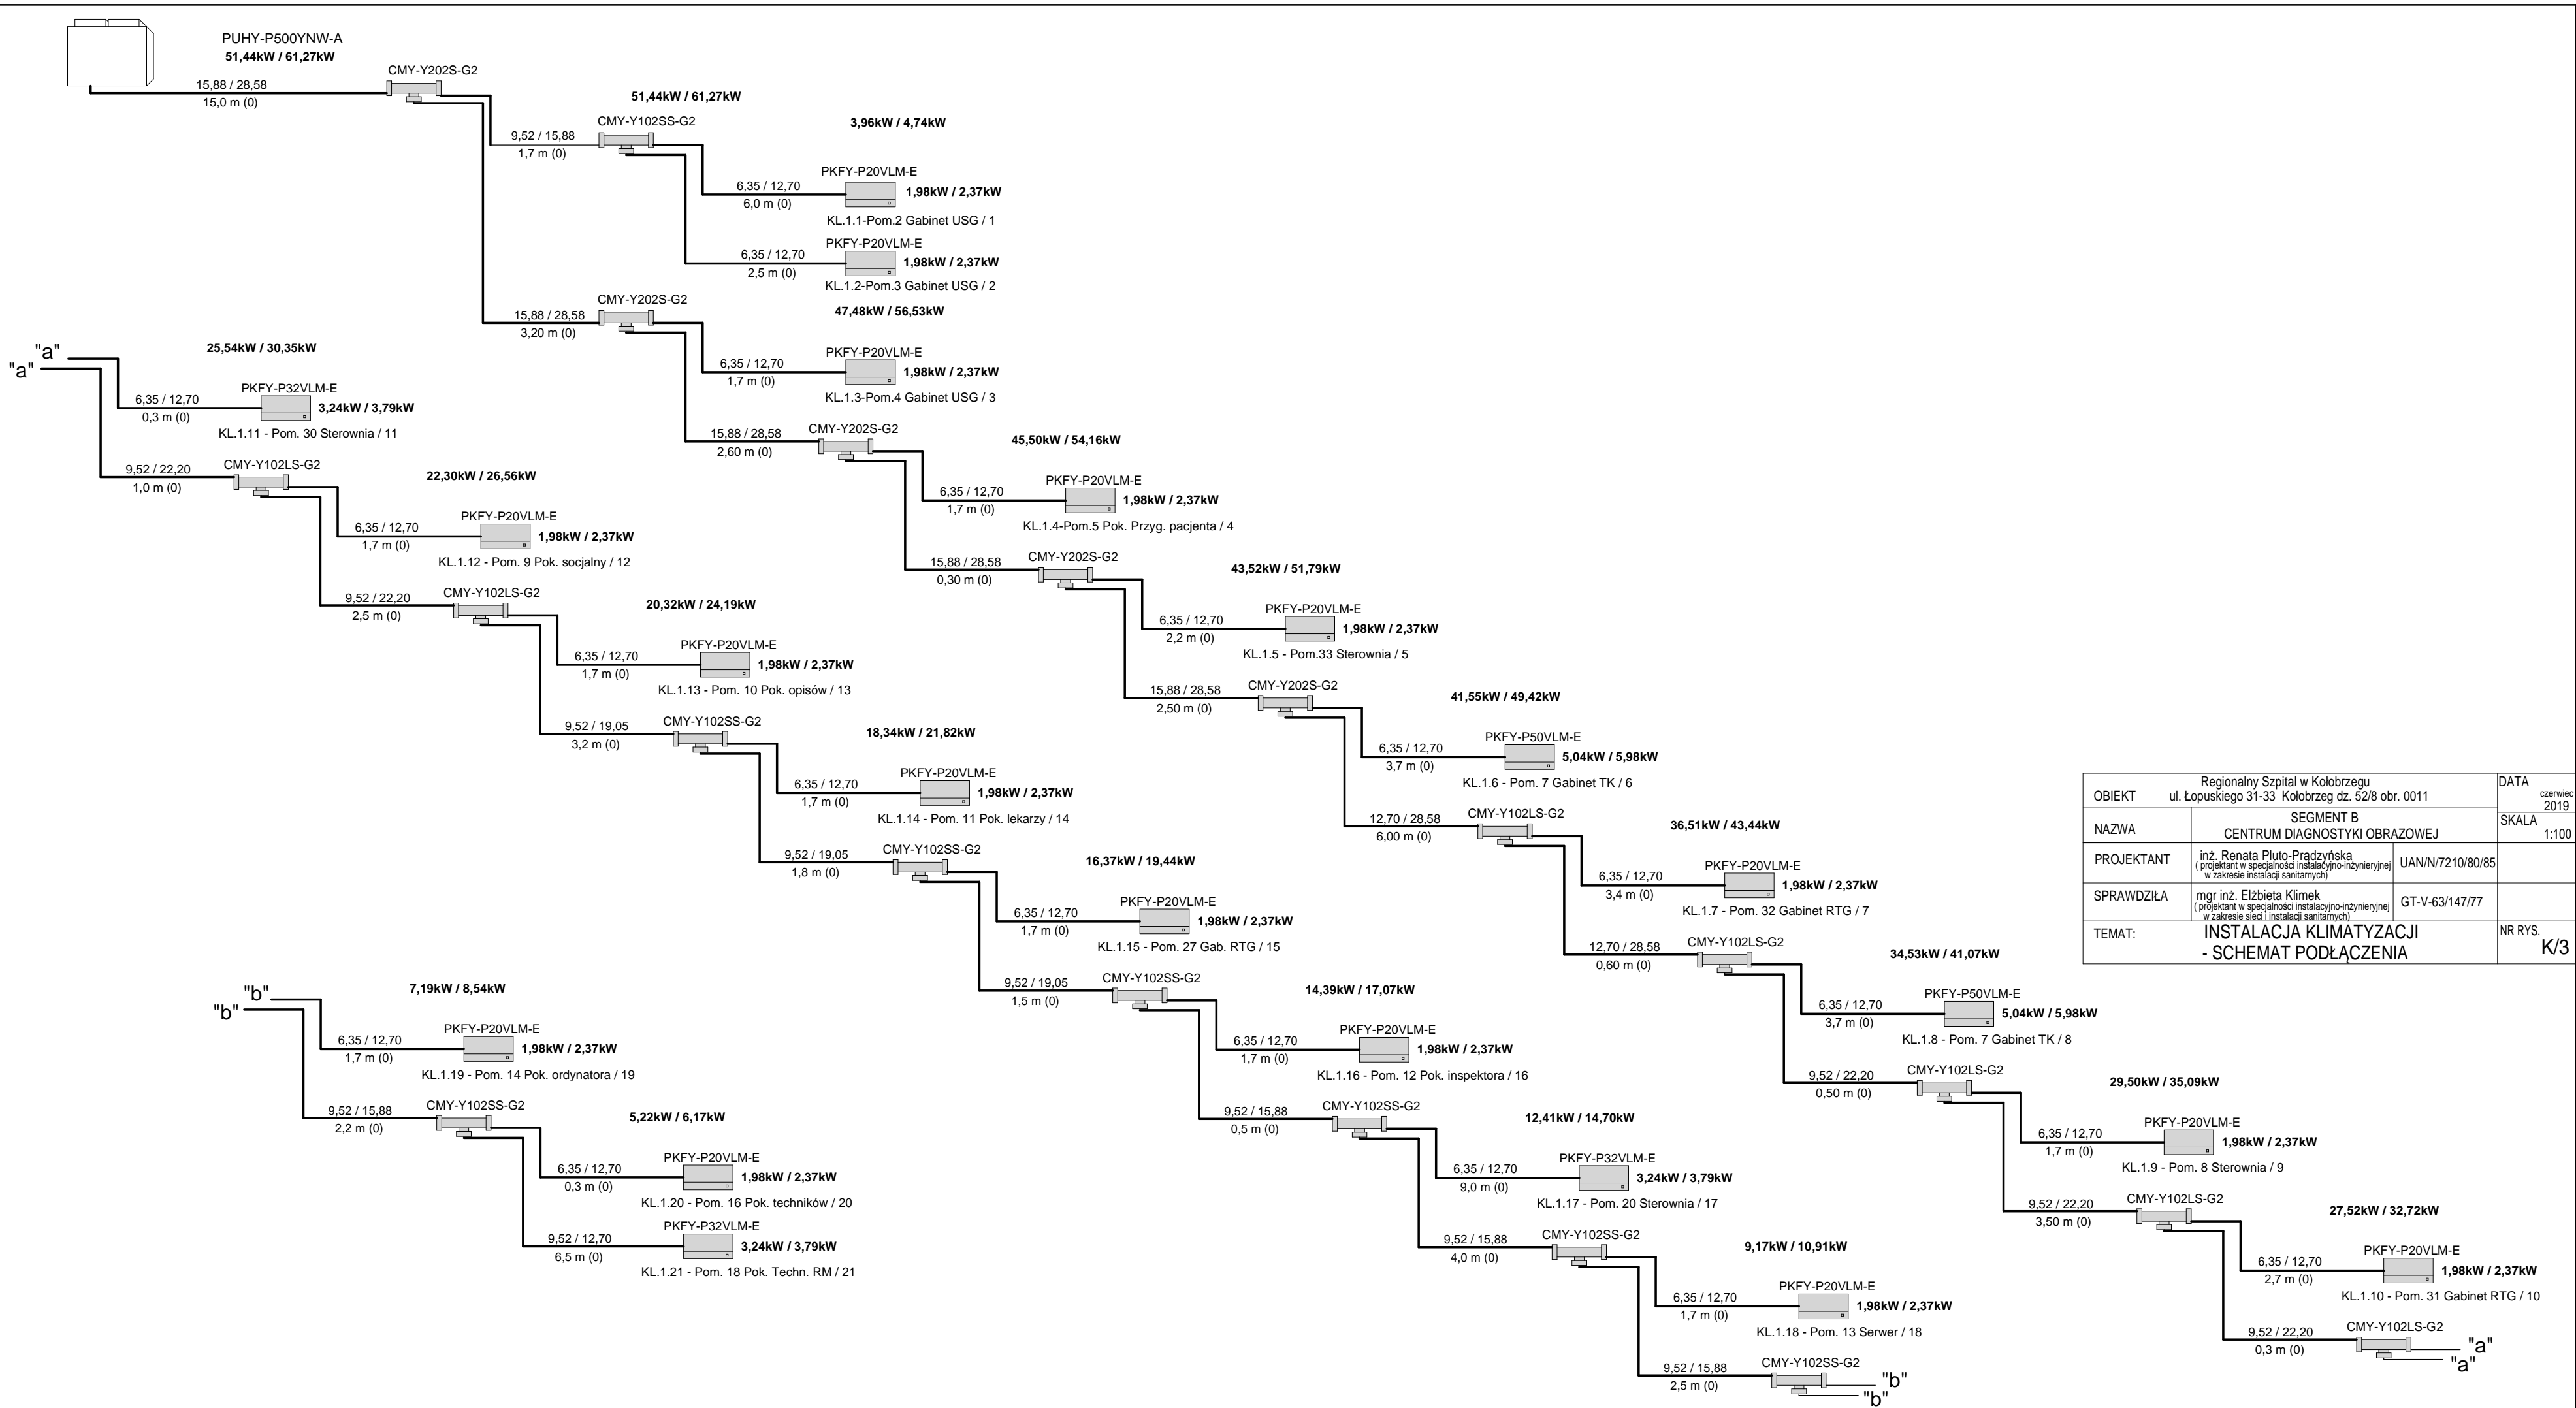 PUHY-P500YNW-A
51,44kW / 61,27kW
15,88 / 28,58
15,0 m (0)
CMY-Y202S-G2
51,44kW / 61,27kW
CMY-Y102SS-G2
9,52 / 15,88
1,7 m (0)
3,96kW / 4,74kW
PKFY-P20VLM-E
6,35 / 12,70
6,0 m (0)
1,98kW / 2,37kW
KL.1.1-Pom.2 Gabinet USG / 1
PKFY-P20VLM-E
6,35 / 12,70
2,5 m (0)
1,98kW / 2,37kW
KL.1.2-Pom.3 Gabinet USG / 2
CMY-Y202S-G2
15,88 / 28,58
3,20 m (0)
47,48kW / 56,53kW
PKFY-P20VLM-E
6,35 / 12,70
1,7 m (0)
1,98kW / 2,37kW
KL.1.3-Pom.4 Gabinet USG / 3
CMY-Y202S-G2
15,88 / 28,58
2,60 m (0)
45,50kW / 54,16kW
PKFY-P20VLM-E
6,35 / 12,70
1,7 m (0)
1,98kW / 2,37kW
KL.1.4-Pom.5 Pok. Przyg. pacjenta / 4
CMY-Y202S-G2
15,88 / 28,58
0,30 m (0)
43,52kW / 51,79kW
PKFY-P20VLM-E
6,35 / 12,70
2,2 m (0)
1,98kW / 2,37kW
KL.1.5 - Pom.33 Sterownia / 5
CMY-Y202S-G2
15,88 / 28,58
2,50 m (0)
41,55kW / 49,42kW
PKFY-P50VLM-E
6,35 / 12,70
3,7 m (0)
5,04kW / 5,98kW
KL.1.6 - Pom. 7 Gabinet TK / 6
CMY-Y102LS-G2
12,70 / 28,58
6,00 m (0)
36,51kW / 43,44kW
PKFY-P20VLM-E
6,35 / 12,70
3,4 m (0)
1,98kW / 2,37kW
KL.1.7 - Pom. 32 Gabinet RTG / 7
CMY-Y102LS-G2
12,70 / 28,58
0,60 m (0)
34,53kW / 41,07kW
PKFY-P50VLM-E
6,35 / 12,70
3,7 m (0)
5,04kW / 5,98kW
KL.1.8 - Pom. 7 Gabinet TK / 8
CMY-Y102LS-G2
9,52 / 22,20
0,50 m (0)
29,50kW / 35,09kW
PKFY-P20VLM-E
6,35 / 12,70
1,7 m (0)
1,98kW / 2,37kW
KL.1.9 - Pom. 8 Sterownia / 9
CMY-Y102LS-G2
9,52 / 22,20
3,50 m (0)
27,52kW / 32,72kW
PKFY-P20VLM-E
6,35 / 12,70
2,7 m (0)
1,98kW / 2,37kW
KL.1.10 - Pom. 31 Gabinet RTG / 10
CMY-Y102LS-G2
9,52 / 22,20
0,3 m (0)
"a"
"a"
"a"
"a"
25,54kW / 30,35kW
PKFY-P32VLM-E
6,35 / 12,70
0,3 m (0)
3,24kW / 3,79kW
KL.1.11 - Pom. 30 Sterownia / 11
CMY-Y102LS-G2
9,52 / 22,20
1,0 m (0)
22,30kW / 26,56kW
PKFY-P20VLM-E
6,35 / 12,70
1,7 m (0)
1,98kW / 2,37kW
KL.1.12 - Pom. 9 Pok. socjalny / 12
CMY-Y102LS-G2
9,52 / 22,20
2,5 m (0)
20,32kW / 24,19kW
PKFY-P20VLM-E
6,35 / 12,70
1,7 m (0)
1,98kW / 2,37kW
KL.1.13 - Pom. 10 Pok. opisów / 13
CMY-Y102SS-G2
9,52 / 19,05
3,2 m (0)
18,34kW / 21,82kW
PKFY-P20VLM-E
6,35 / 12,70
1,7 m (0)
1,98kW / 2,37kW
KL.1.14 - Pom. 11 Pok. lekarzy / 14
CMY-Y102SS-G2
9,52 / 19,05
1,8 m (0)
16,37kW / 19,44kW
PKFY-P20VLM-E
6,35 / 12,70
1,7 m (0)
1,98kW / 2,37kW
KL.1.15 - Pom. 27 Gab. RTG / 15
CMY-Y102SS-G2
9,52 / 19,05
1,5 m (0)
14,39kW / 17,07kW
PKFY-P20VLM-E
6,35 / 12,70
1,7 m (0)
1,98kW / 2,37kW
KL.1.16 - Pom. 12 Pok. inspektora / 16
CMY-Y102SS-G2
9,52 / 15,88
0,5 m (0)
12,41kW / 14,70kW
PKFY-P32VLM-E
6,35 / 12,70
9,0 m (0)
3,24kW / 3,79kW
KL.1.17 - Pom. 20 Sterownia / 17
CMY-Y102SS-G2
9,52 / 15,88
4,0 m (0)
9,17kW / 10,91kW
PKFY-P20VLM-E
6,35 / 12,70
1,7 m (0)
1,98kW / 2,37kW
KL.1.18 - Pom. 13 Serwer / 18
CMY-Y102SS-G2
9,52 / 15,88
2,5 m (0)
"b"
"b"
"b"
"b"
7,19kW / 8,54kW
PKFY-P20VLM-E
6,35 / 12,70
1,7 m (0)
1,98kW / 2,37kW
KL.1.19 - Pom. 14 Pok. ordynatora / 19
CMY-Y102SS-G2
9,52 / 15,88
2,2 m (0)
5,22kW / 6,17kW
PKFY-P20VLM-E
6,35 / 12,70
0,3 m (0)
1,98kW / 2,37kW
KL.1.20 - Pom. 16 Pok. techników / 20
PKFY-P32VLM-E
9,52 / 12,70
6,5 m (0)
3,24kW / 3,79kW
KL.1.21 - Pom. 18 Pok. Techn. RM / 21
OBIEKT
Regionalny Szpital w Kołobrzegu
ul. Łopuskiego 31-33 Kołobrzeg dz. 52/8 obr. 0011
DATA
czerwiec
2019
NAZWA
SEGMENT B
CENTRUM DIAGNOSTYKI OBRAZOWEJ
SKALA
1:100
PROJEKTANT
inż. Renata Pluto-Prądzyńska
( projektant w specjalności instalacyjno-inżynieryjnej
w zakresie instalacji sanitarnych)
UAN/N/7210/80/85
SPRAWDZIŁA
mgr inż. Elżbieta Klimek
( projektant w specjalności instalacyjno-inżynieryjnej
w zakresie sieci i instalacji sanitarnych)
GT-V-63/147/77
TEMAT:
INSTALACJA KLIMATYZACJI
- SCHEMAT PODŁĄCZENIA
NR RYS.
K/3